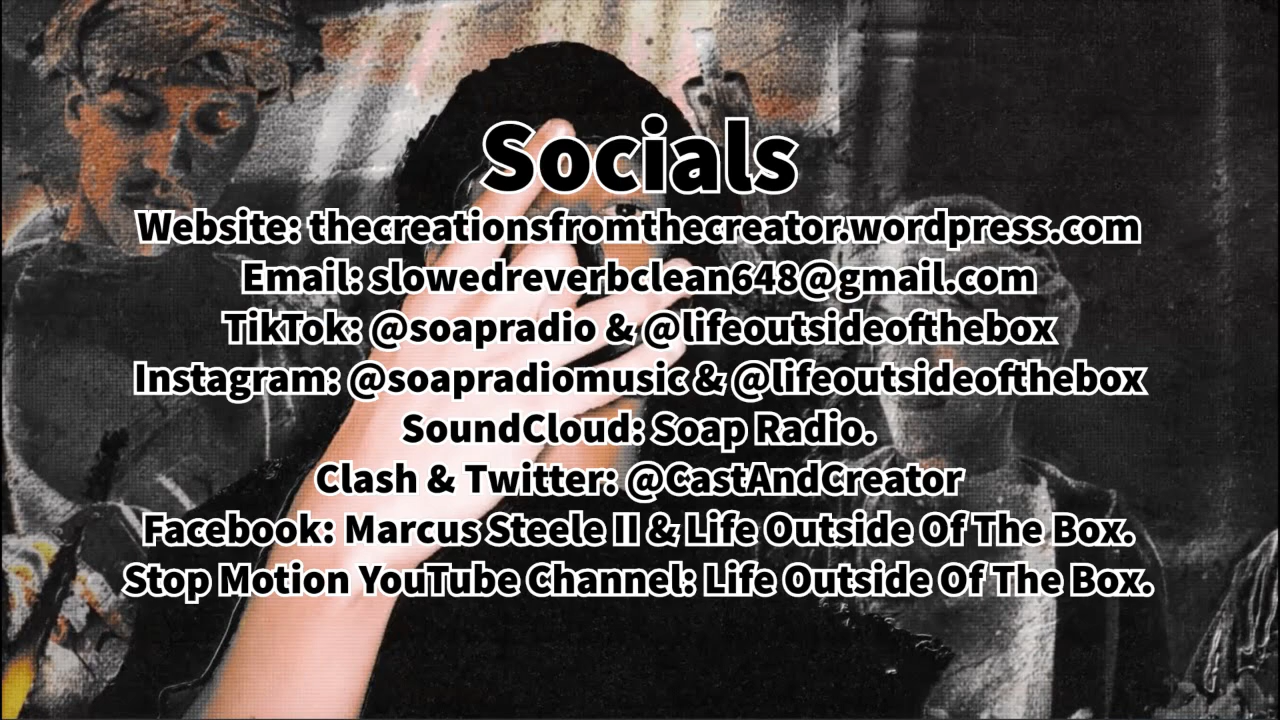 Socials
Website: thecreationsfromthecreator.wordpress.com
Email: slowedreverbclean648@gmail.com
TikTok: @soapradio & @lifeoutsideofthebox
Instagram: @soapradiomusic & @lifeoutsideofthebox
SoundCloud: Soap Radio.
Clash & Twitter: @CastAndCreator
Facebook: Marcus Steele II & Life Outside Of The Box.
Stop Motion YouTube Channel: Life Outside Of The Box.